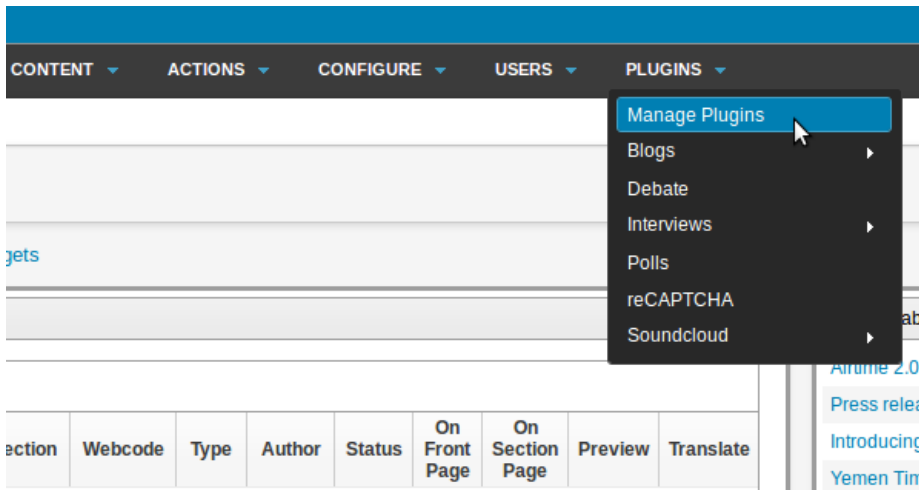 CONTENT ACTIONS CONFIGURE USERS PLUGINS
Manage Plugins
Blogs
Debate
Interviews
Polls
reCAPTCHA
Soundcloud
gets
ab
Airtime 2.0
Press relea
Introducing
Yemen Tim
ection Webcode Type Author Status On Front Page On Section Page Preview Translate